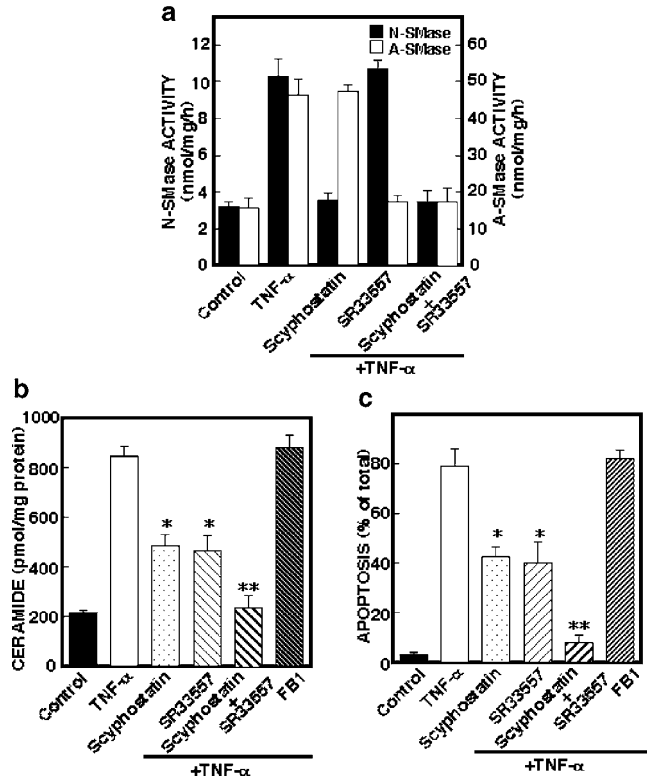 a
N-SMase
A-SMase
N-SMase ACTIVITY
(nmol/mg/h)
12
10
8
6
4
2
0
A-SMase ACTIVITY
(nmol/mg/h)
60
50
40
30
20
10
0
Control
TNF-α
Scyphostatin
SR33557
Scyphostatin
+
SR33557
+TNF-α
b
CERAMIDE (pmol/mg protein)
1000
800
600
400
200
0
*
*
**
Control
TNF-α
Scyphostatin
SR33557
Scyphostatin
+
SR33557
FB1
+TNF-α
c
APOPTOSIS (% of total)
80
60
40
20
0
*
*
**
Control
TNF-α
Scyphostatin
SR33557
Scyphostatin
+
SR33557
FB1
+TNF-α